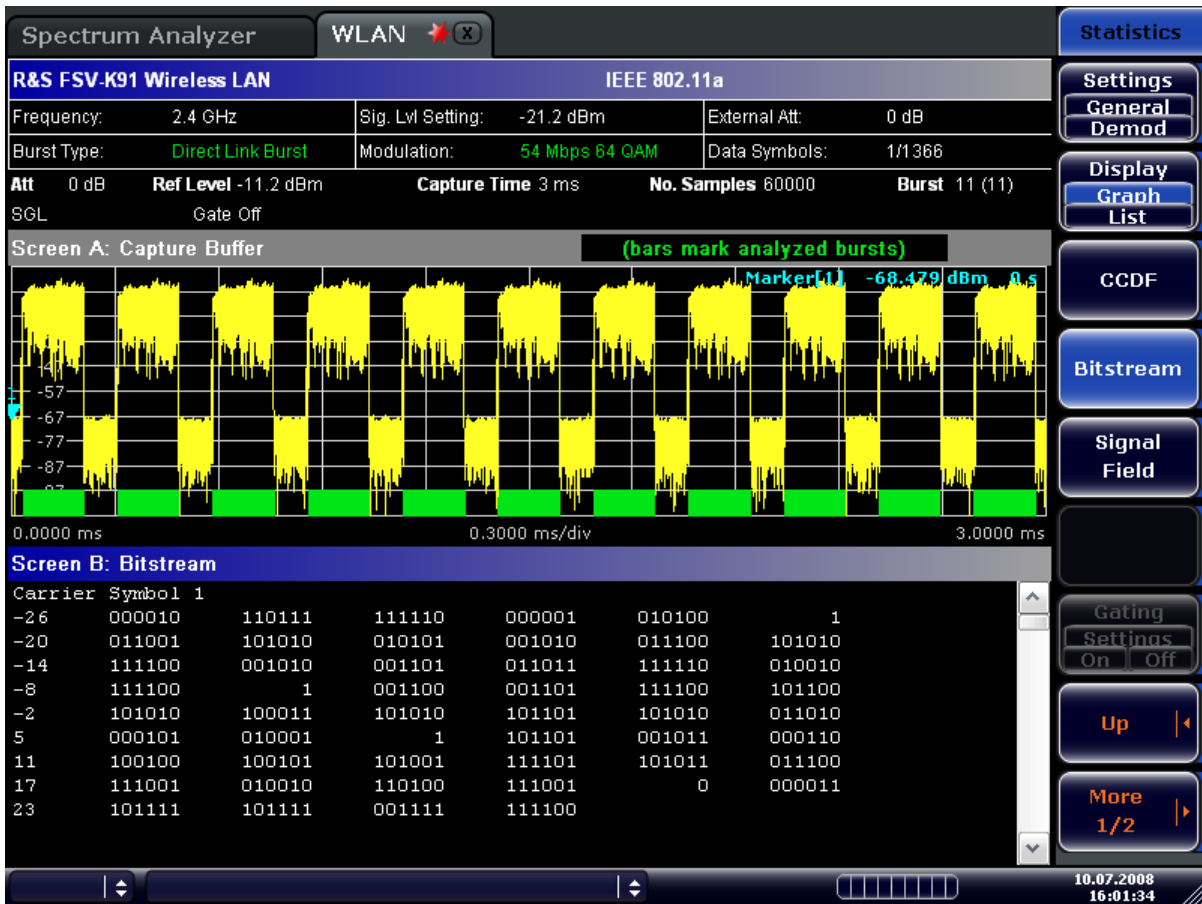 Spectrum Analyzer WLAN X
R&S FSV-K91 Wireless LAN IEEE 802.11a
Frequency: 2.4 GHz Sig. Lvl Setting: -21.2 dBm External Att: 0 dB
Burst Type: Direct Link Burst Modulation: 54 Mbps 64 QAM Data Symbols: 1/1366
Att 0 dB Ref Level -11.2 dBm Capture Time 3 ms No. Samples 60000 Burst 11 (11)
SGL Gate Off
Screen A: Capture Buffer (bars mark analyzed bursts)
Marker[1] -68.479 dBm 0 s
-57
-67
-77
-87
0.0000 ms 0.3000 ms/div 3.0000 ms
Screen B: Bitstream
Carrier Symbol 1
-26 000010 110111 111110 000001 010100 1
-20 011001 101010 010101 001010 011100 101010
-14 111100 001010 001101 011011 111110 010010
-8 111100 1 001100 001101 111100 101100
-2 101010 100011 101010 101101 101010 011010
5 000101 010001 1 101101 001011 000110
11 100100 100101 101001 111101 101011 011100
17 111001 010010 110100 111001 0 000011
23 101111 101111 001111 111100
Statistics
Settings
General
Demod
Display
Graph
List
CCDF
Bitstream
Signal
Field
Gating
Settings
On Off
Up
More
1/2
10.07.2008
16:01:34